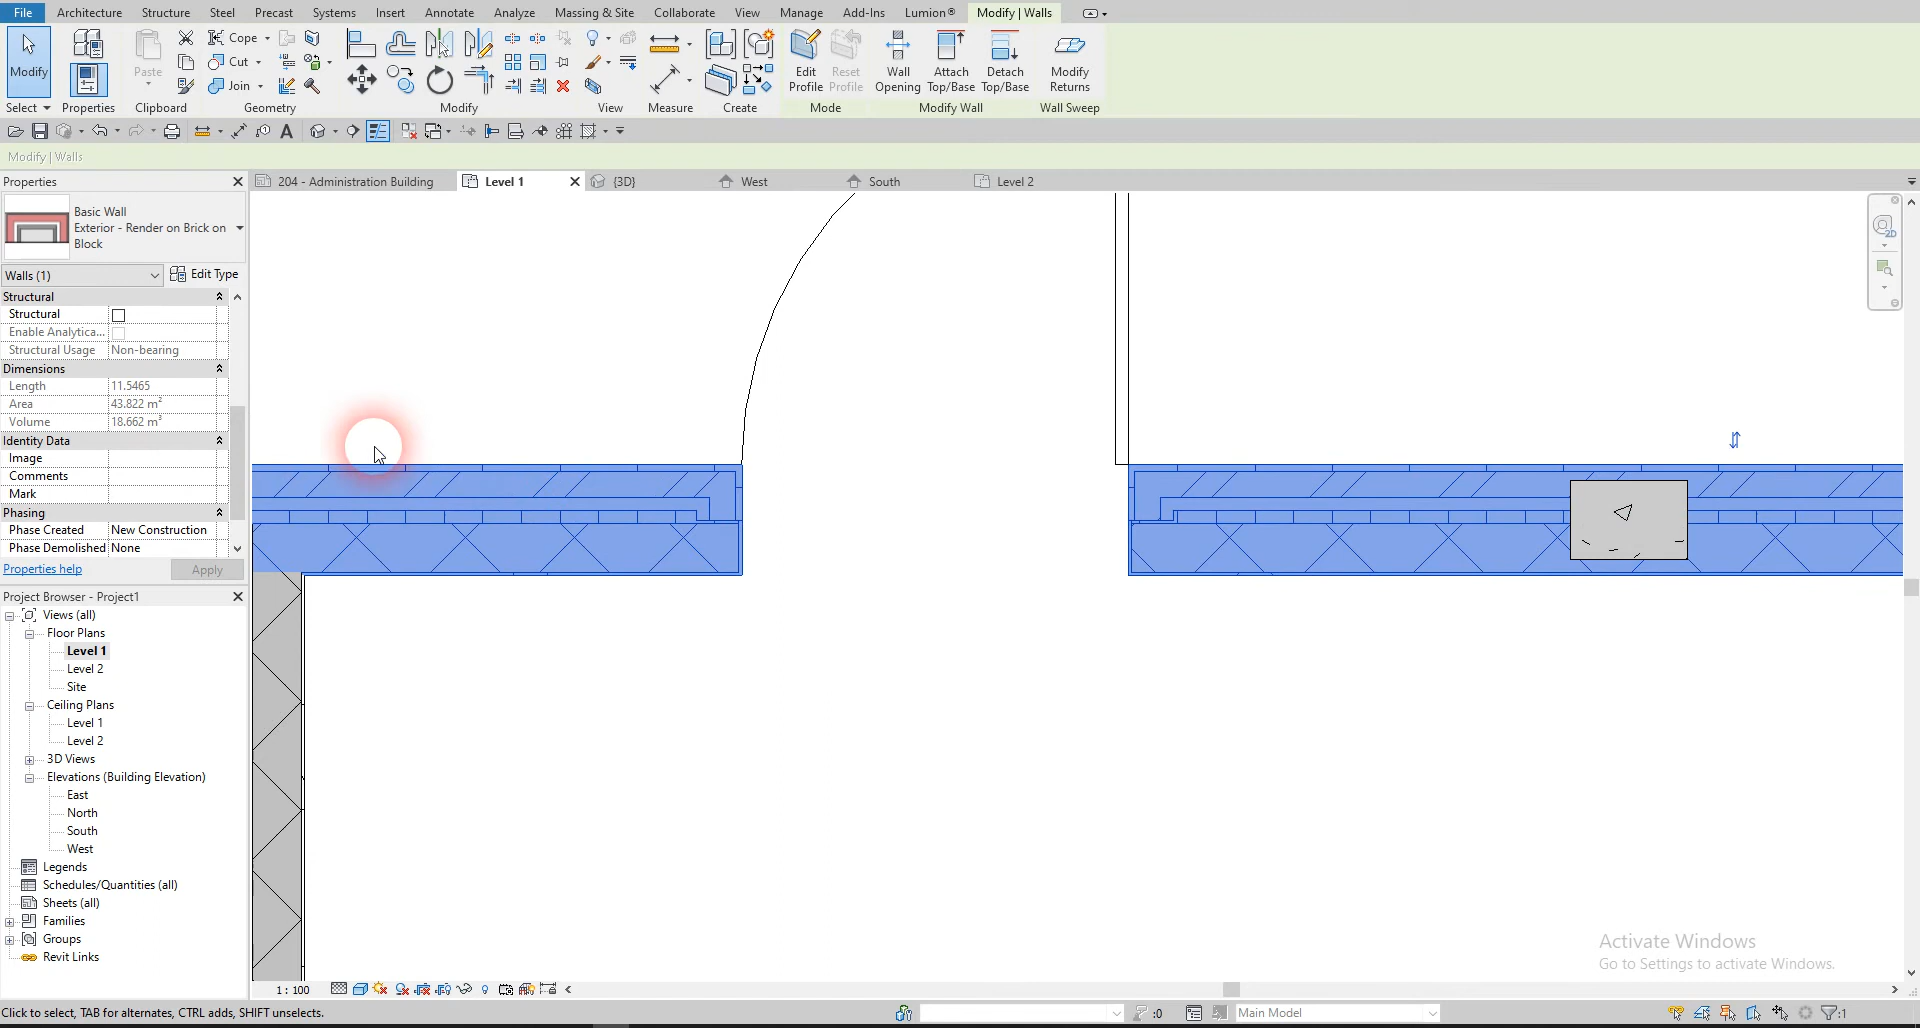 File Architecture Structure Steel Precast Systems Insert Annotate Analyze Massing & Site Collaborate View Manage Add-Ins Lumion® Modify | Walls
Modify
Properties
Paste
Cope
Cut
Join
Edit
Profile
Reset
Profile
Wall
Opening
Attach
Top/Base
Detach
Top/Base
Modify
Returns
Select Properties Clipboard Geometry Modify View Measure Create Mode Modify Wall Wall Sweep
Modify | Walls
Properties
204 - Administration Building Level 1 {3D} West South Level 2
Basic Wall
Exterior - Render on Brick on
Block
Walls (1) Edit Type
Structural
Structural
Enable Analytica...
Structural Usage Non-bearing
Dimensions
Length 11.5465
Area 43.822 m²
Volume 18.662 m³
Identity Data
Image
Comments
Mark
Phasing
Phase Created New Construction
Phase Demolished None
Properties help Apply
Project Browser - Project1
Views (all)
Floor Plans
Level 1
Level 2
Site
Ceiling Plans
Level 1
Level 2
3D Views
Elevations (Building Elevation)
East
North
South
West
Legends
Schedules/Quantities (all)
Sheets (all)
Families
Groups
Revit Links
2D
Activate Windows
Go to Settings to activate Windows.
1 : 100
Click to select, TAB for alternates, CTRL adds, SHIFT unselects. :0 Main Model :1